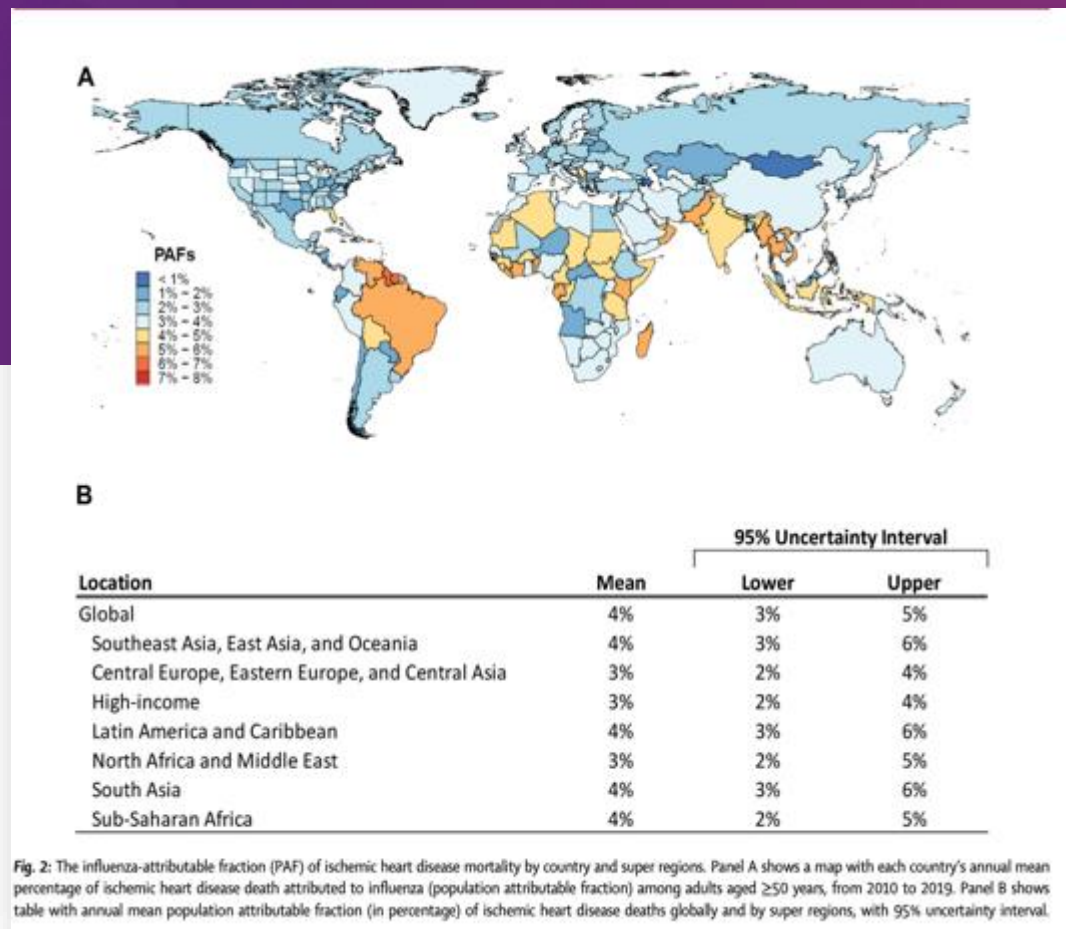 A
PAFs
< 1%
1% - 2%
2% - 3%
3% - 4%
4% - 5%
5% - 6%
6% - 7%
7% - 8%
B
95% Uncertainty Interval
Location Mean Lower Upper
Global 4% 3% 5%
Southeast Asia, East Asia, and Oceania 4% 3% 6%
Central Europe, Eastern Europe, and Central Asia 3% 2% 4%
High-income 3% 2% 4%
Latin America and Caribbean 4% 3% 6%
North Africa and Middle East 3% 2% 5%
South Asia 4% 3% 6%
Sub-Saharan Africa 4% 2% 5%
Fig. 2: The influenza-attributable fraction (PAF) of ischemic heart disease mortality by country and super regions. Panel A shows a map with each country's annual mean
percentage of ischemic heart disease death attributed to influenza (population attributable fraction) among adults aged ≥50 years, from 2010 to 2019. Panel B shows
table with annual mean population attributable fraction (in percentage) of ischemic heart disease deaths globally and by super regions, with 95% uncertainty interval.